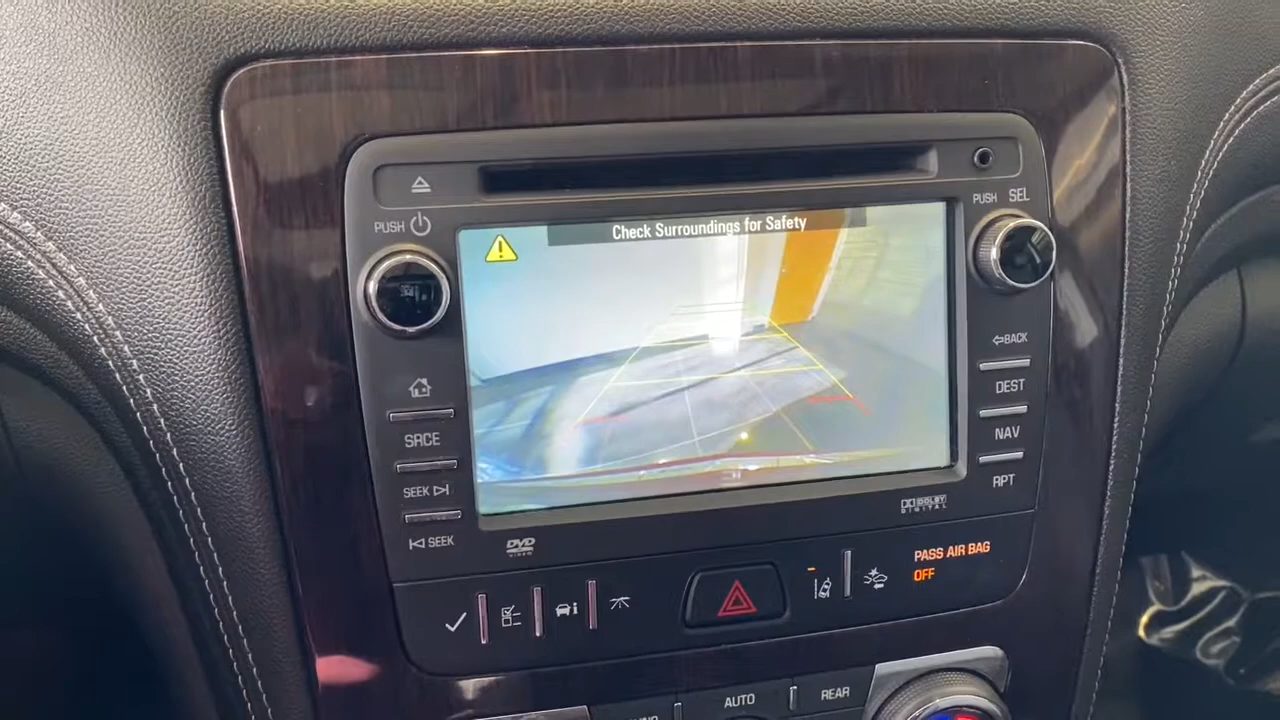 PUSH
PUSH SEL
Check Surroundings for Safety
BACK
DEST
NAV
RPT
SRCE
SEEK
SEEK
DVD
VIDEO
DOLBY
DIGITAL
PASS AIR BAG
OFF
AUTO
REAR